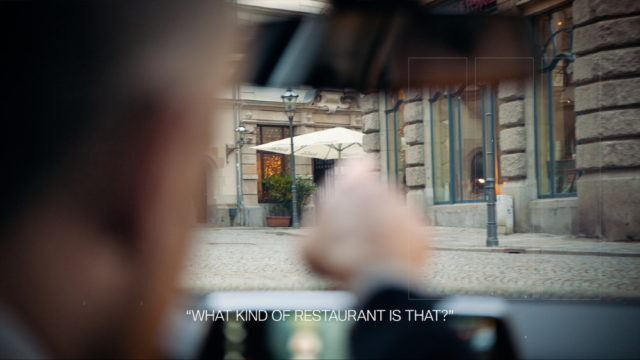 “WHAT KIND OF RESTAURANT IS THAT?”